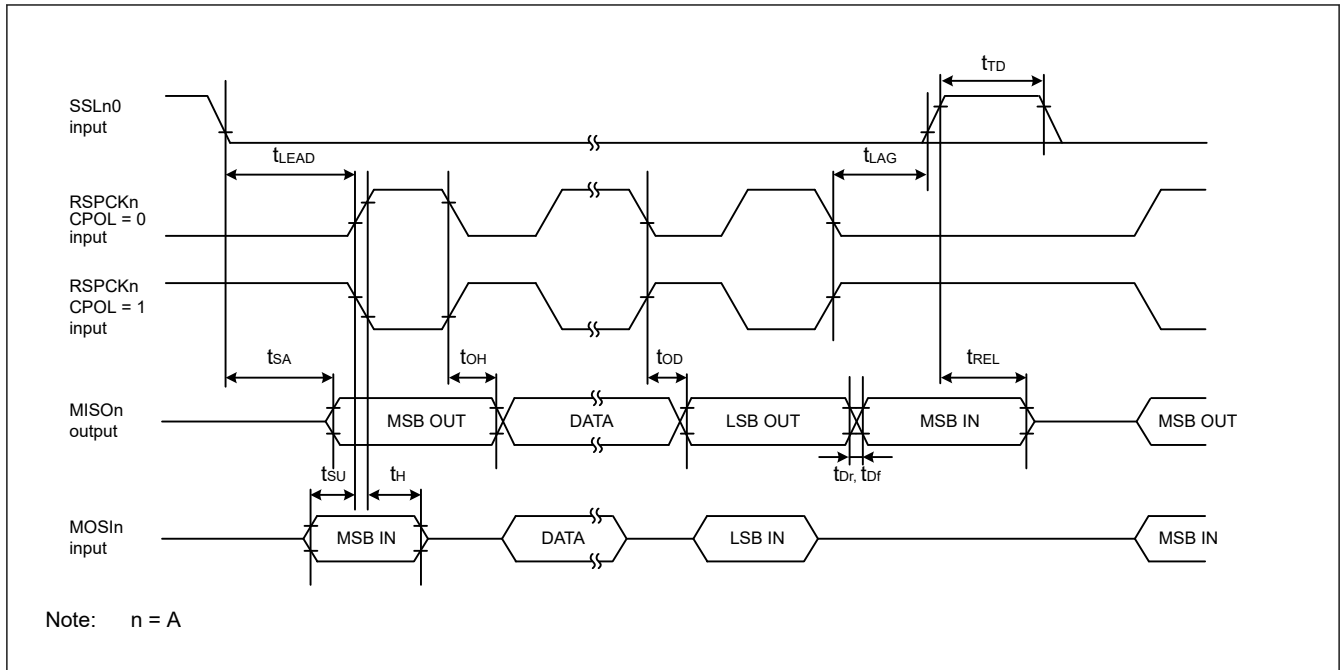 tTD
SSLn0
input
tLEAD
tLAG
RSPCKn
CPOL = 0
input
RSPCKn
CPOL = 1
input
tSA
tOH
tOD
tREL
MISOn
output
MSB OUT
DATA
LSB OUT
MSB IN
MSB OUT
tSU
tH
tDr, tDf
MOSIn
input
MSB IN
DATA
LSB IN
MSB IN
Note: n = A